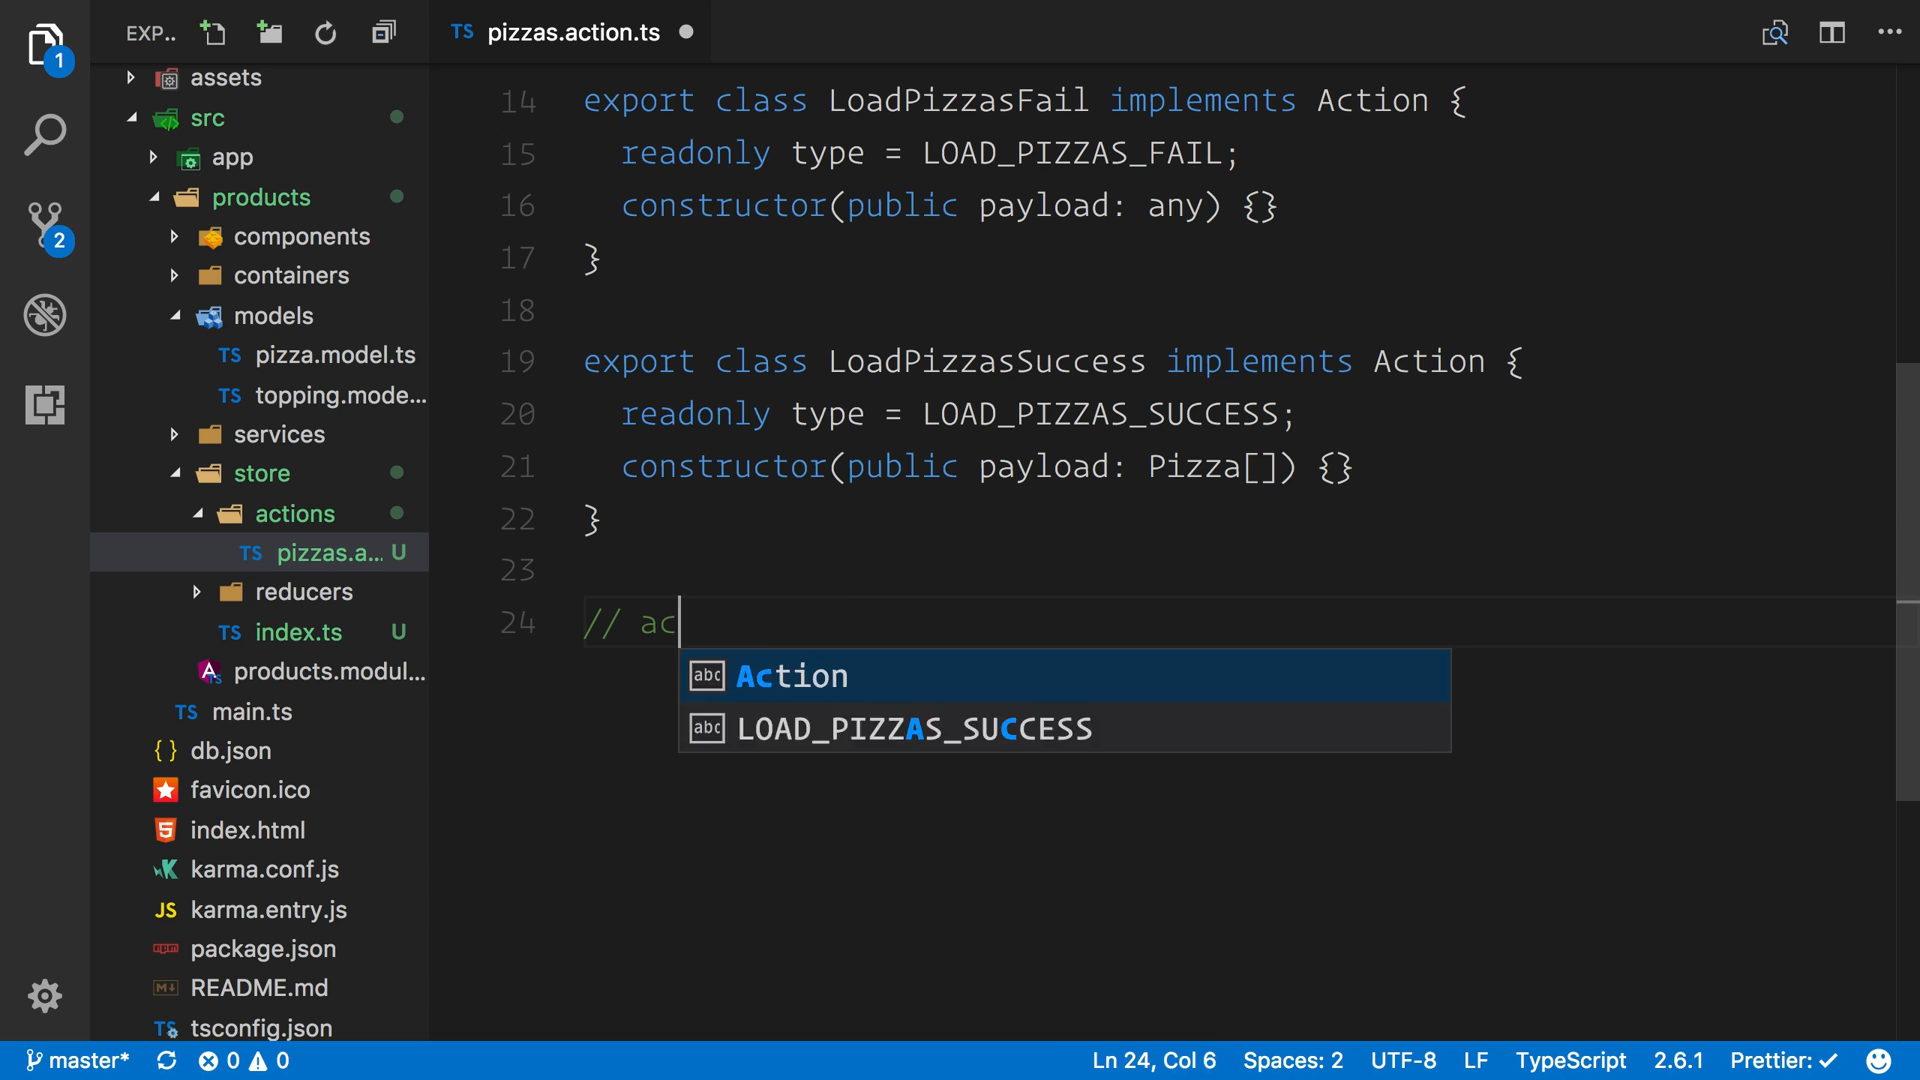 EXP..
TS pizzas.action.ts
1
2
assets
src
app
products
components
containers
models
TS pizza.model.ts
TS topping.mode...
services
store
actions
TS pizzas.a... U
reducers
TS index.ts U
products.modul...
TS main.ts
{ } db.json
favicon.ico
5 index.html
karma.conf.js
JS karma.entry.js
npm package.json
M README.md
TS tsconfig.json
14 export class LoadPizzasFail implements Action {
15 readonly type = LOAD_PIZZAS_FAIL;
16 constructor(public payload: any) {}
17 }
18
19 export class LoadPizzasSuccess implements Action {
20 readonly type = LOAD_PIZZAS_SUCCESS;
21 constructor(public payload: Pizza[]) {}
22 }
23
24 // ac
abc Action
abc LOAD_PIZZAS_SUCCESS
master* 0 0 Ln 24, Col 6 Spaces: 2 UTF-8 LF TypeScript 2.6.1 Prettier: ✓